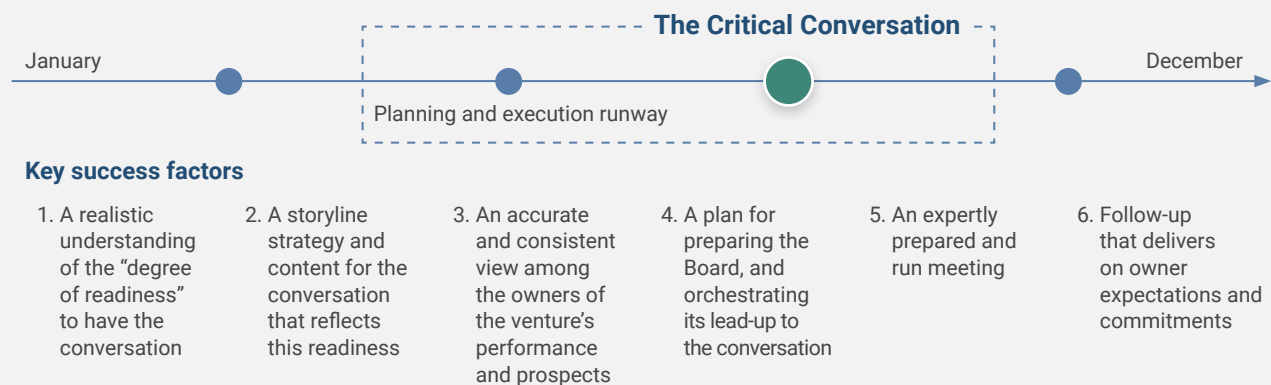 The Critical Conversation
January
December
Planning and execution runway
Key success factors
1. A realistic
understanding
of the “degree
of readiness”
to have the
conversation
2. A storyline
strategy and
content for the
conversation
that reflects
this readiness
3. An accurate
and consistent
view among
the owners of
the venture’s
performance
and prospects
4. A plan for
preparing the
Board, and
orchestrating
its lead-up to
the conversation
5. An expertly
prepared and
run meeting
6. Follow-up
that delivers
on owner
expectations and
commitments